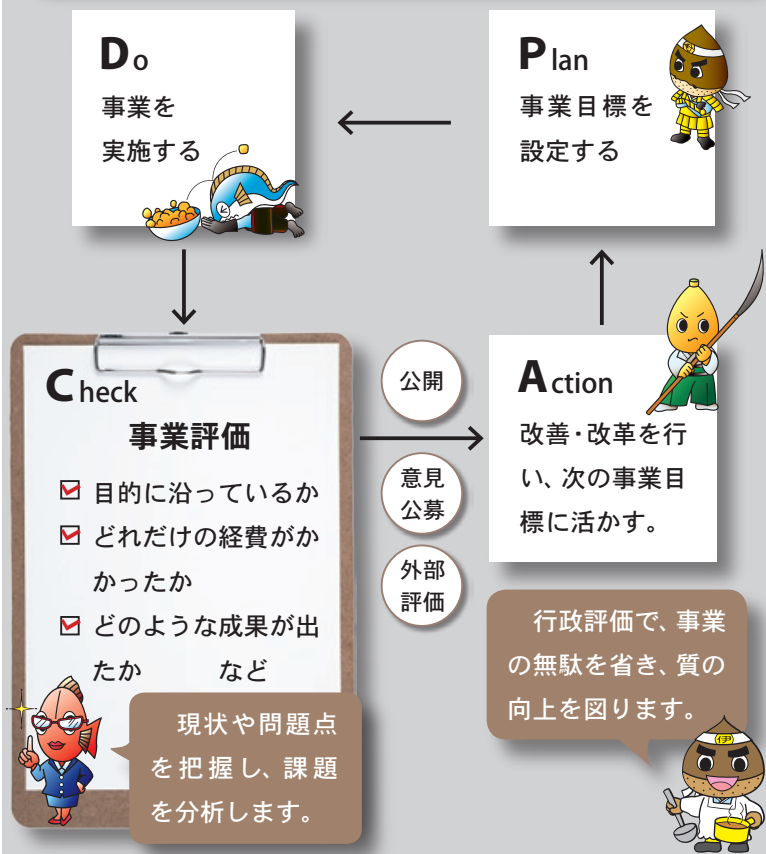 Plan
事業目標を
設定する
Do
事業を
実施する
Check
事業評価
目的に沿っているか
どれだけの経費がか
かったか
どのような成果が出
たか など
現状や問題点
を把握し、課題
を分析します。
公開
意見
公募
外部
評価
Action
改善・改革を行
い、次の事業目
標に活かす。
行政評価で、事業
の無駄を省き、質の
向上を図ります。
伊
伊